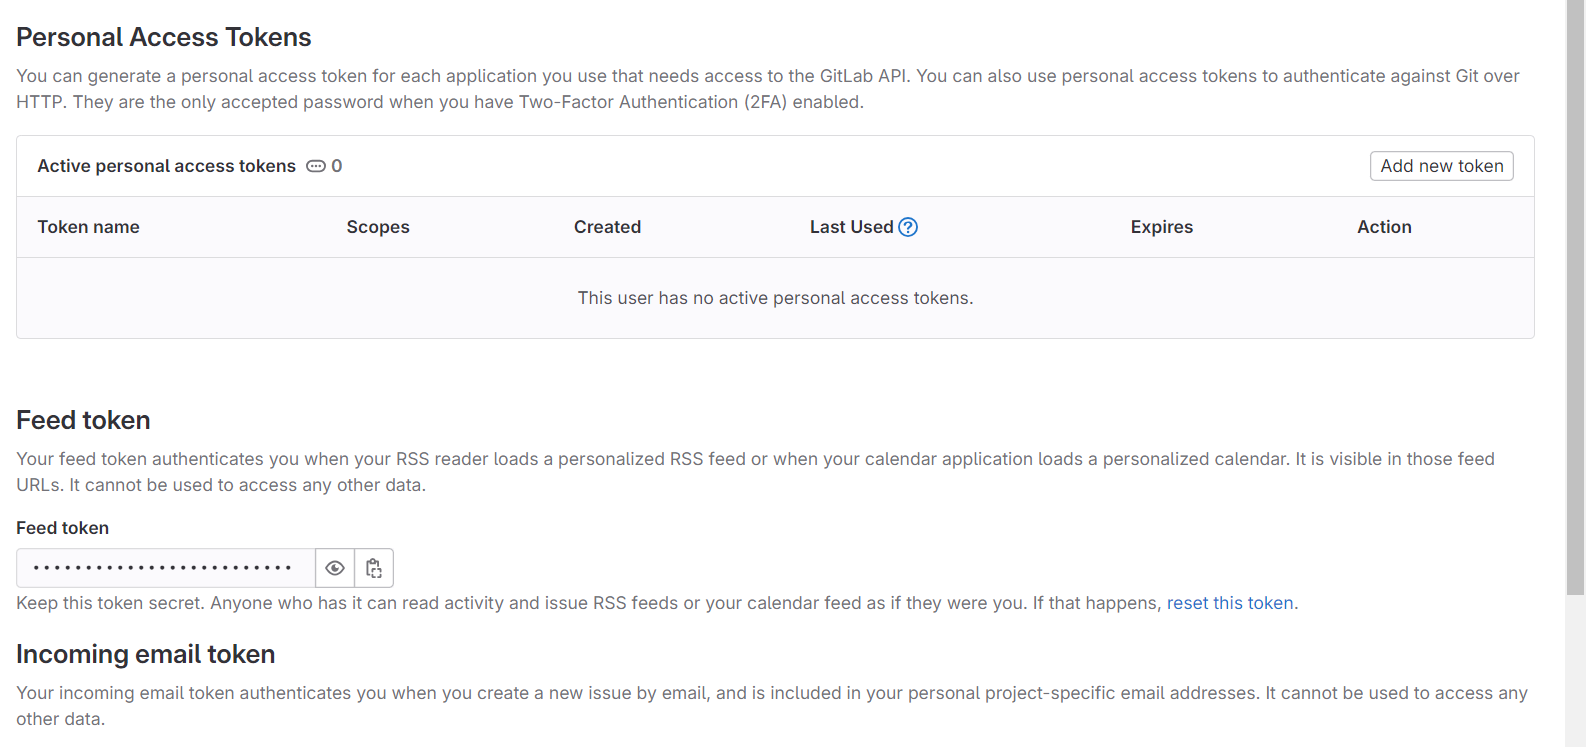 Personal Access Tokens
You can generate a personal access token for each application you use that needs access to the GitLab API. You can also use personal access tokens to authenticate against Git over
HTTP. They are the only accepted password when you have Two-Factor Authentication (2FA) enabled.
Active personal access tokens 0
Add new token
Token name Scopes Created Last Used Expires Action
This user has no active personal access tokens.
Feed token
Your feed token authenticates you when your RSS reader loads a personalized RSS feed or when your calendar application loads a personalized calendar. It is visible in those feed
URLs. It cannot be used to access any other data.
Feed token
Keep this token secret. Anyone who has it can read activity and issue RSS feeds or your calendar feed as if they were you. If that happens, reset this token.
Incoming email token
Your incoming email token authenticates you when you create a new issue by email, and is included in your personal project-specific email addresses. It cannot be used to access any
other data.